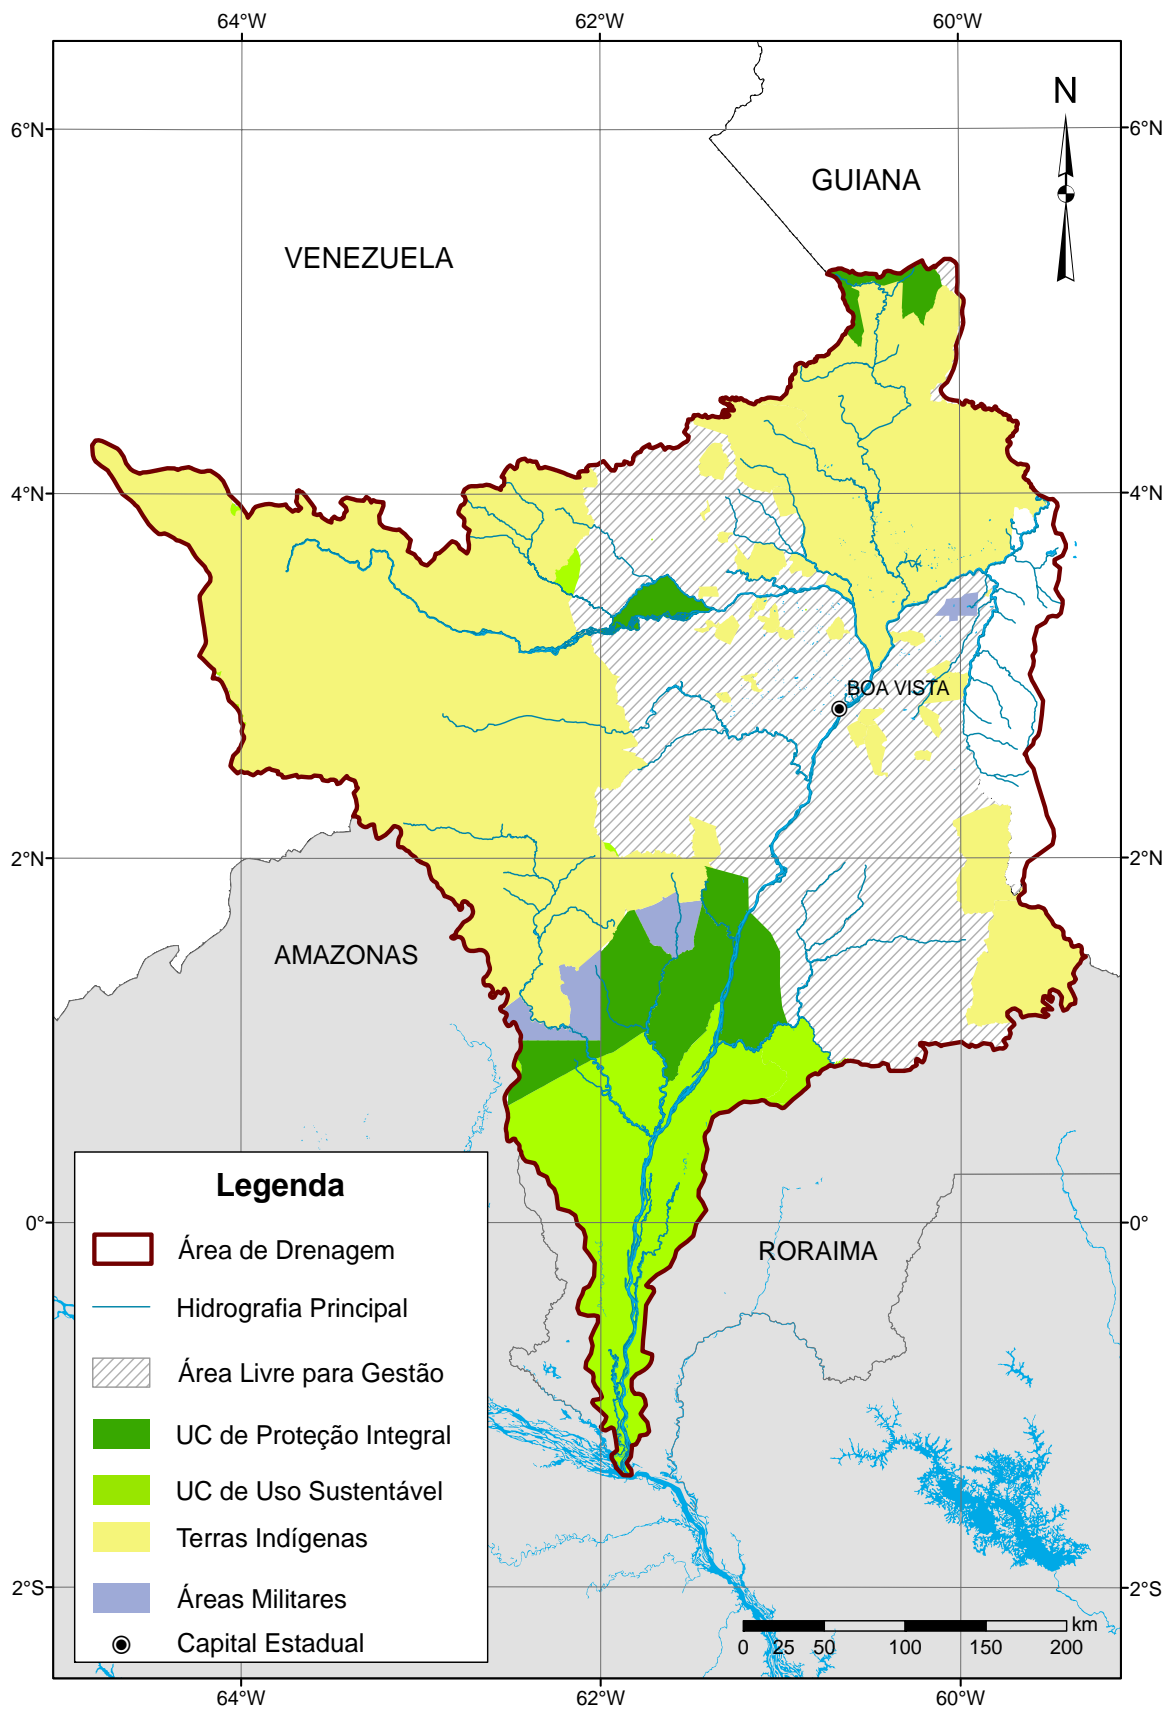 64°W 62°W 60°W
N
6°N 6°N
GUIANA
VENEZUELA
4°N 4°N
BOA VISTA
2°N 2°N
AMAZONAS
Legenda
Área de Drenagem
0° 0°
RORAIMA
Hidrografia Principal
Área Livre para Gestão
UC de Proteção Integral
UC de Uso Sustentável
Terras Indígenas
2°S 2°S
Áreas Militares
km
Capital Estadual
0 25 50 100 150 200
64°W 62°W 60°W